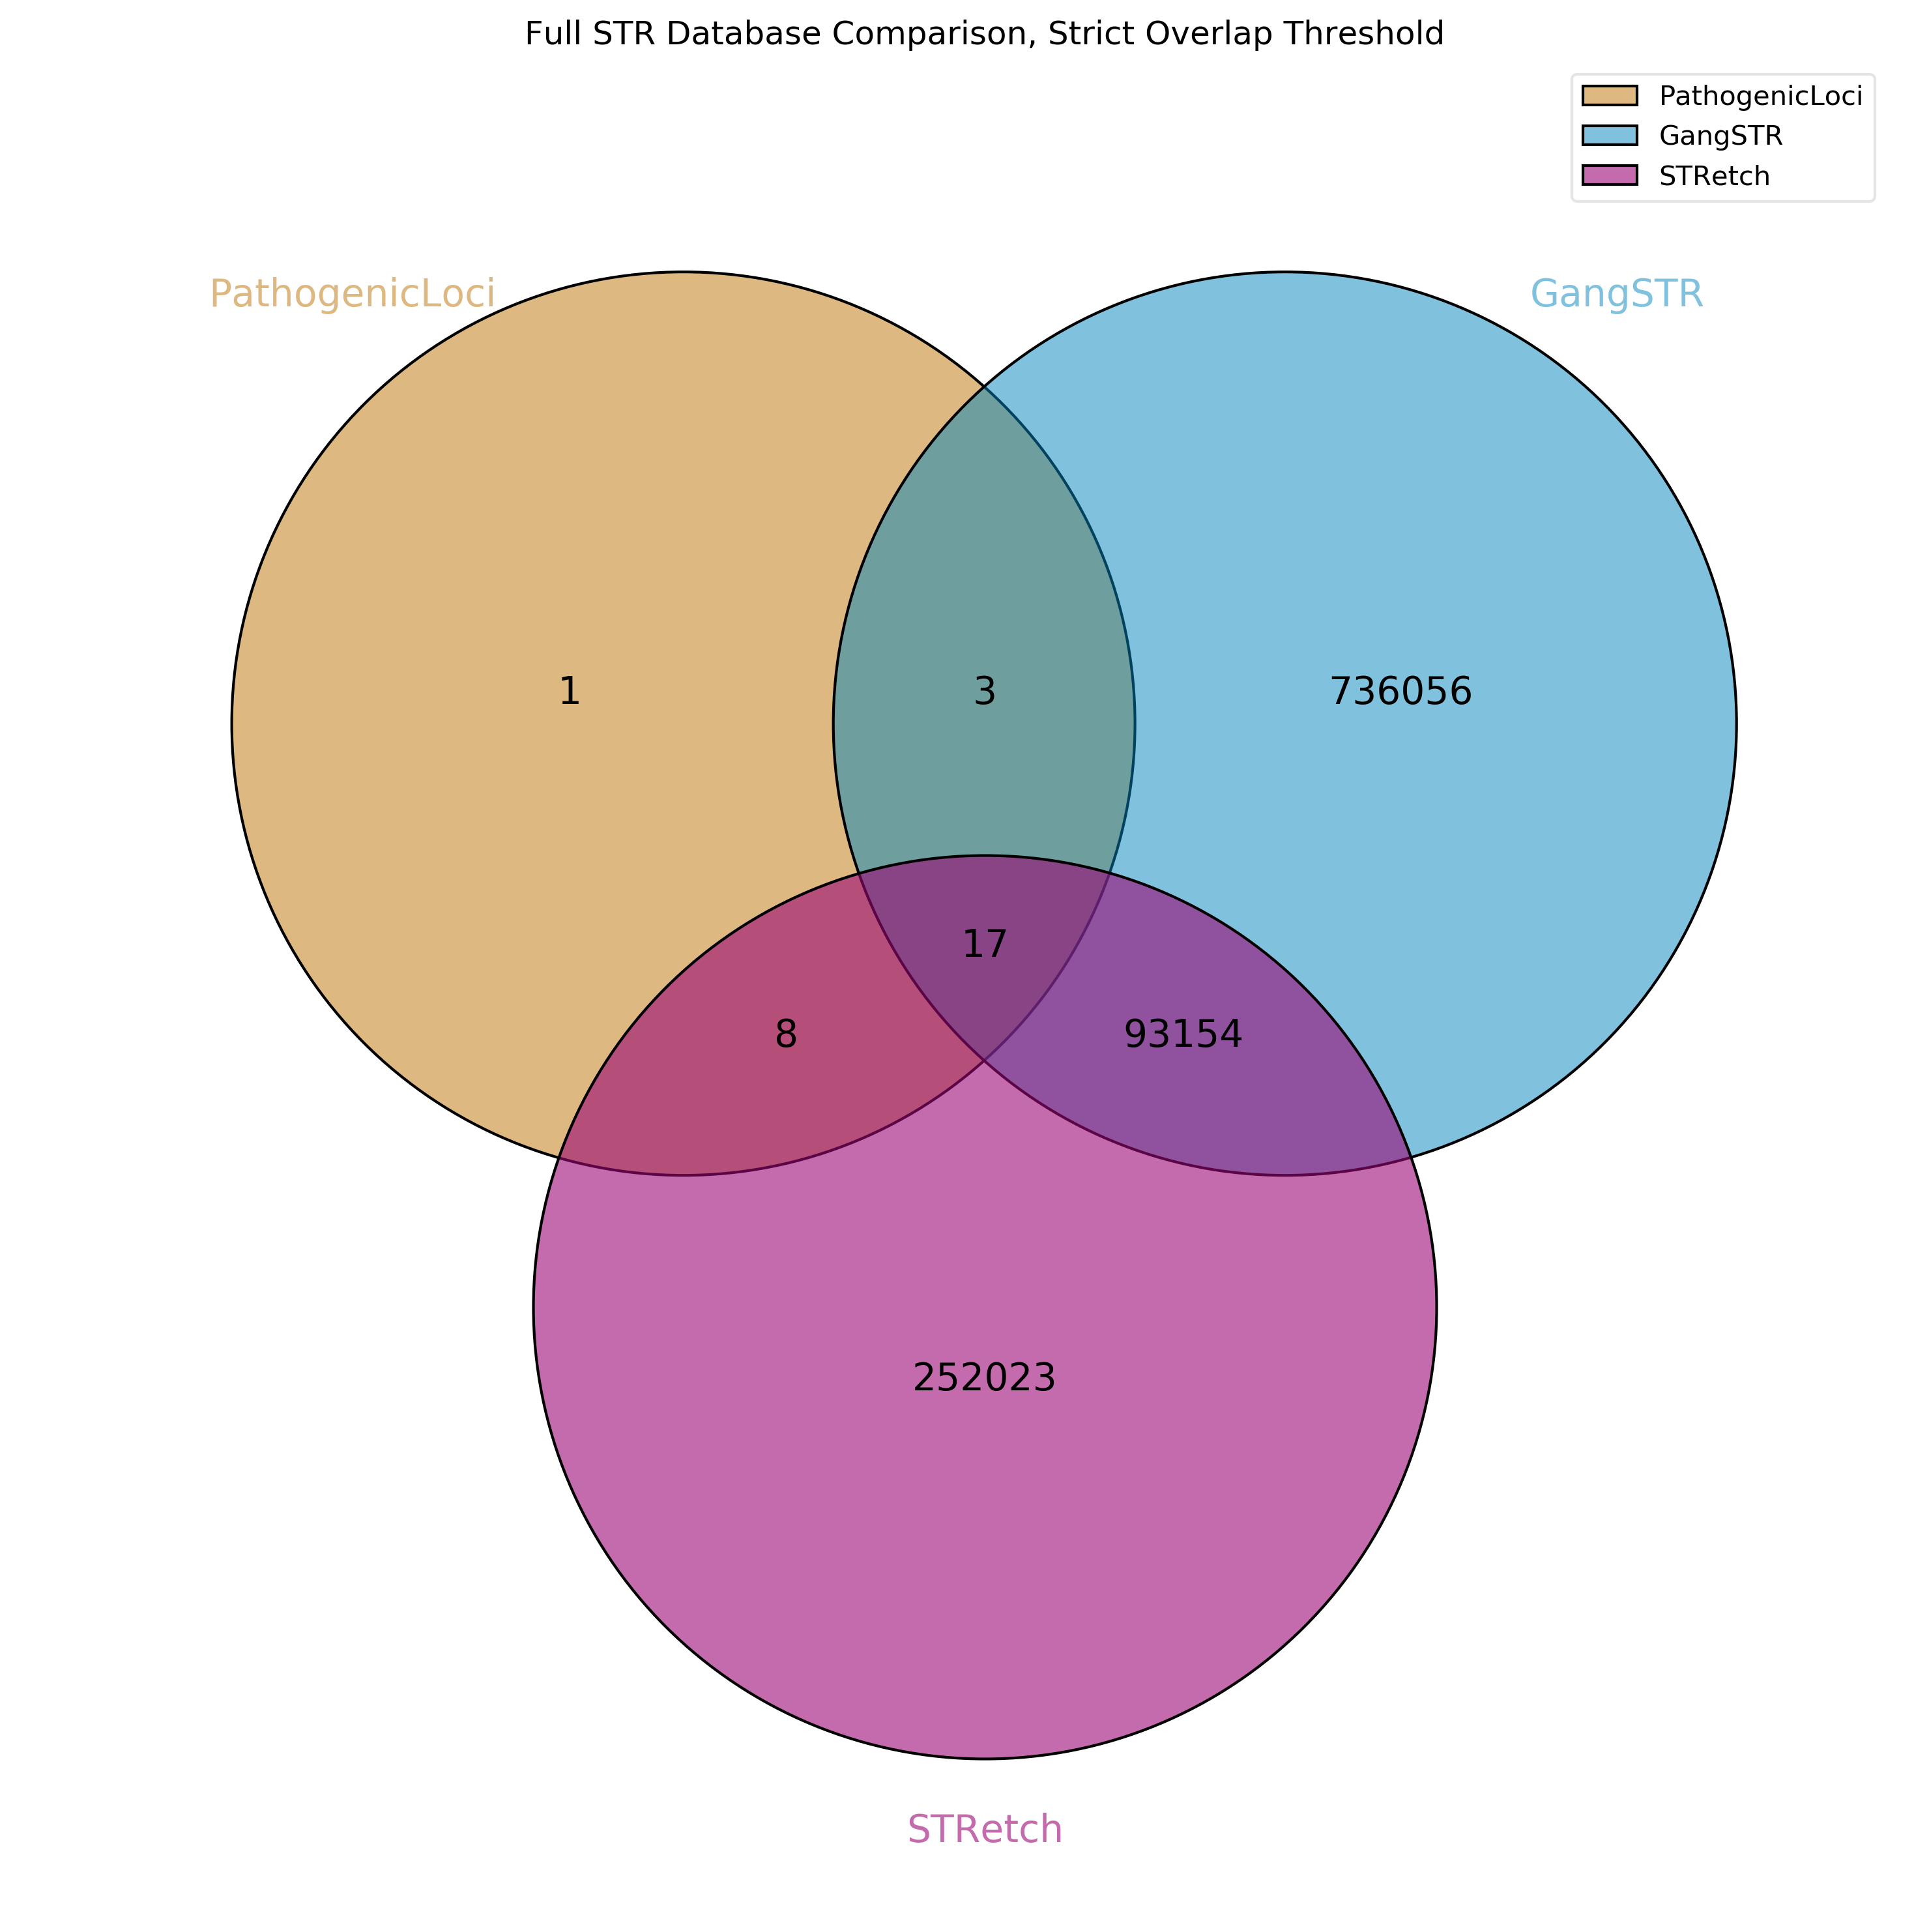 Full STR Database Comparison, Strict Overlap Threshold
PathogenicLoci
GangSTR
STRetch
PathogenicLoci
GangSTR
1
3
736056
17
8
93154
252023
STRetch